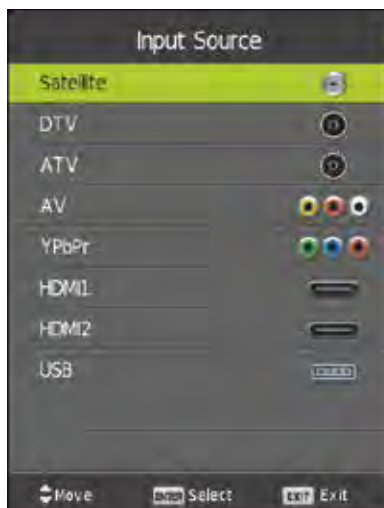 Input Source
Satellite
DTV
ATV
AV
YPbPr
HDMI1
HDMI2
USB
Move ENTER Select EXIT Exit